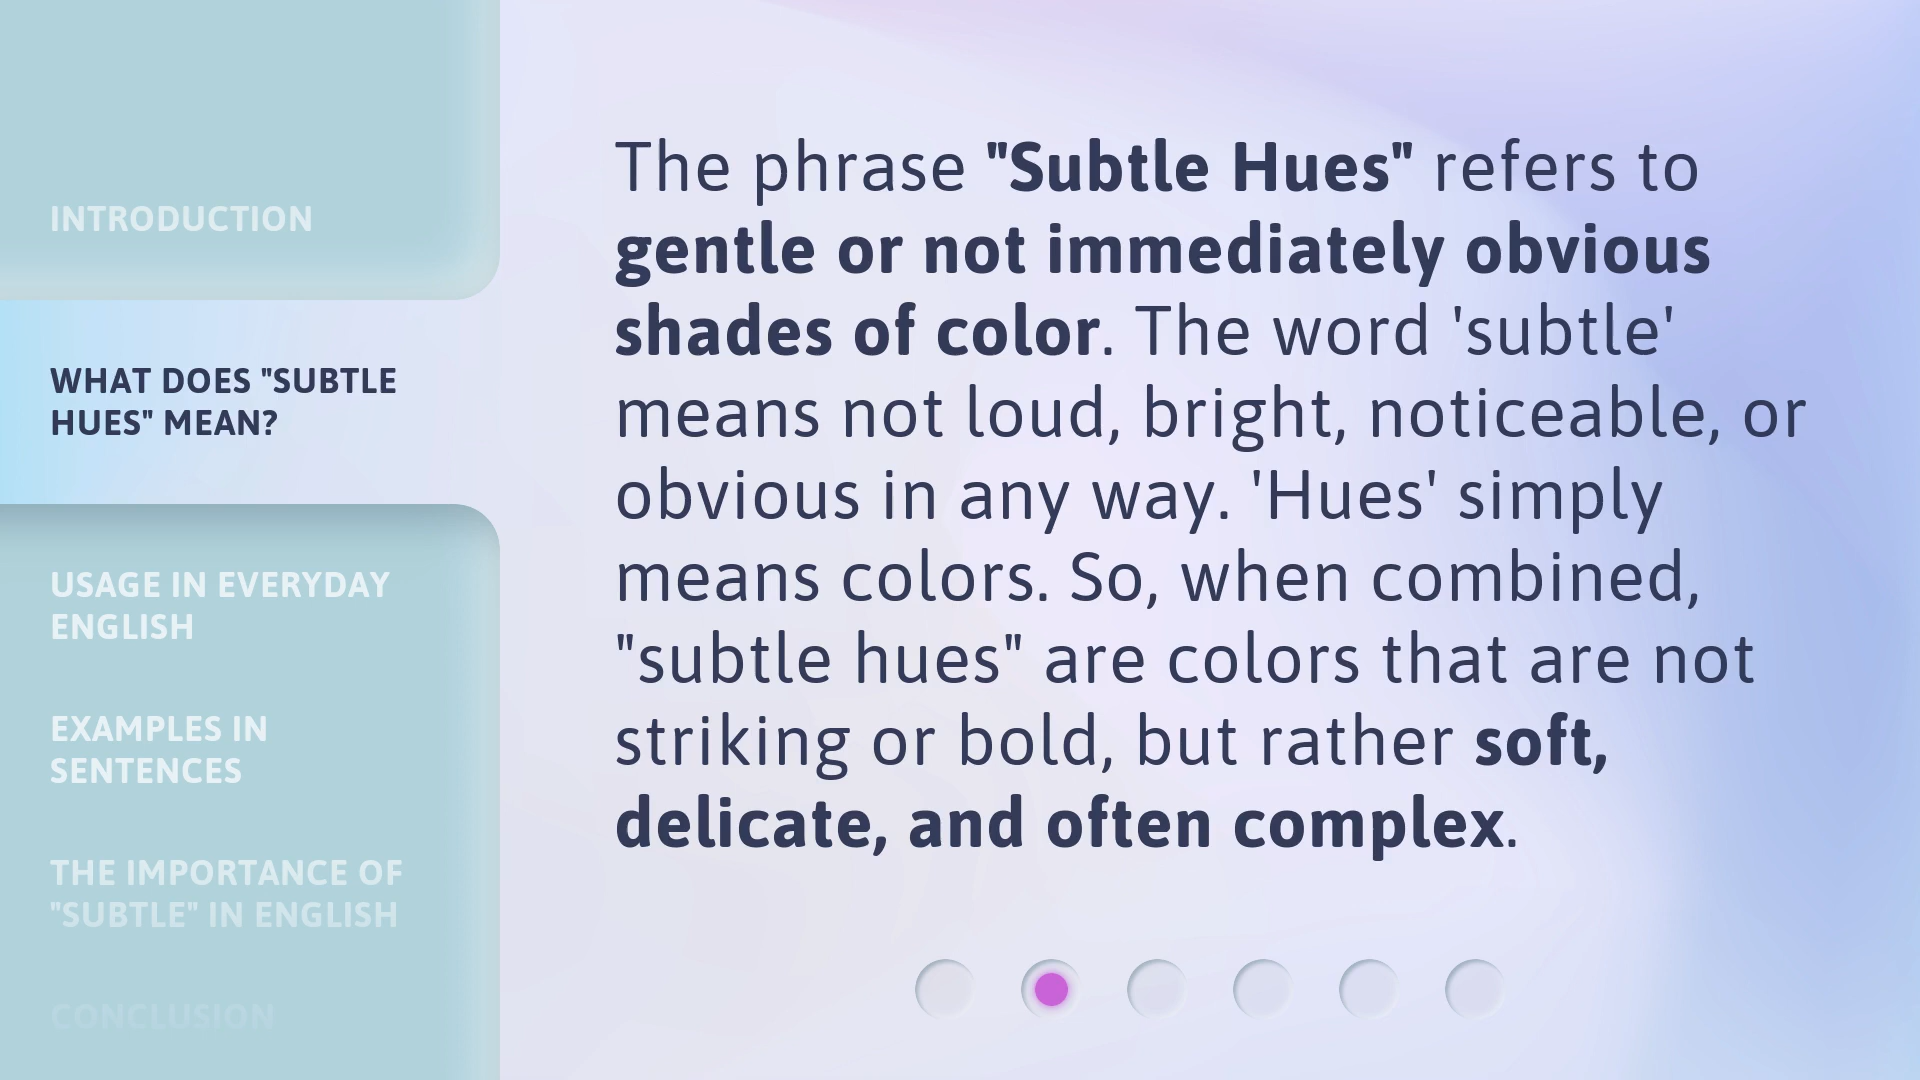 INTRODUCTION
WHAT DOES "SUBTLE
HUES" MEAN?
USAGE IN EVERYDAY
ENGLISH
EXAMPLES IN
SENTENCES
THE IMPORTANCE OF
"SUBTLE" IN ENGLISH
CONCLUSION
The phrase "Subtle Hues" refers to
gentle or not immediately obvious
shades of color. The word 'subtle'
means not loud, bright, noticeable, or
obvious in any way. 'Hues' simply
means colors. So, when combined,
"subtle hues" are colors that are not
striking or bold, but rather soft,
delicate, and often complex.